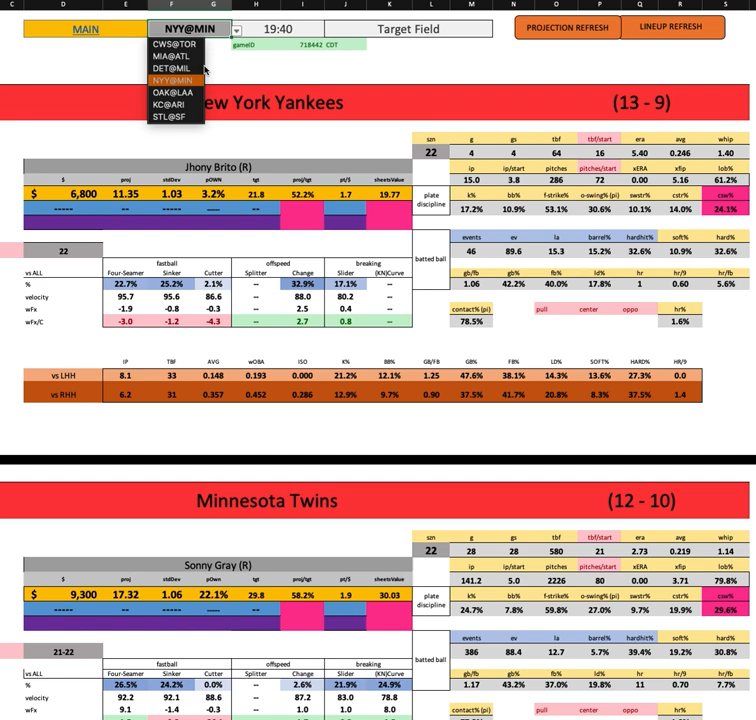 C D E F G H I J K L M N O P Q R S
MAIN NYY@MIN 19:40 Target Field PROJECTION REFRESH LINEUP REFRESH
CWS@TOR gameID 718442 CDT
MIA@ATL
DET@MIL
NYY@MIN
OAK@LAA
KC@ARI
STL@SF
ew York Yankees (13 - 9)
szn g gs tbf tbf/start era avg whip
22 4 4 64 16 5.40 0.246 1.40
Jhony Brito (R) ip ip/start pitches pitches/start xERA xfip lob%
$ proj stdDev pOWN tgt proj/tgt pt/$ sheetsValue 15.0 3.8 286 72 0.00 5.16 61.2%
$ 6,800 11.35 1.03 3.2% 21.8 52.2% 1.7 19.77 plate discipline k% bb% f-strike% o-swing% (pi) swstr% cstr% csw%
----- -- ---- — -- 17.2% 10.9% 53.1% 30.6% 10.1% 14.0% 24.1%
22 batted ball events ev la barrel% hardhit% soft% hard%
46 89.6 15.3 15.2% 32.6% 10.9% 32.6%
fastball offspeed breaking
vs ALL Four-Seamer Sinker Cutter Splitter Change Slider (KN)Curve gb/fb gb% fb% ld% hr hr/9 hr/fb
% 22.7% 25.2% 2.1% -- 32.9% 17.1% -- 1.06 42.2% 40.0% 17.8% 1 0.60 5.6%
velocity 95.7 95.6 86.6 -- 88.0 80.2 --
wFx -1.9 -0.8 -0.3 -- 2.5 0.4 -- contact% (pi) pull center oppo hr%
wFx/C -3.0 -1.2 -4.3 -- 2.7 0.8 -- 78.5% 1.6%
IP TBF AVG wOBA ISO K% BB% GB/FB GB% FB% LD% SOFT% HARD% HR/9
vs LHH 8.1 33 0.148 0.193 0.000 21.2% 12.1% 1.25 47.6% 38.1% 14.3% 13.6% 27.3% 0.0
vs RHH 6.2 31 0.357 0.452 0.286 12.9% 9.7% 0.90 37.5% 41.7% 20.8% 8.3% 37.5% 1.4
Minnesota Twins (12 - 10)
szn g gs tbf tbf/start era avg whip
22 28 28 580 21 2.73 0.219 1.14
Sonny Gray (R) ip ip/start pitches pitches/start xERA xfip lob%
$ proj stdDev pOwn tgt proj/tgt pt/$ sheetsValue 141.2 5.0 2226 80 0.00 3.71 79.8%
$ 9,300 17.32 1.06 22.1% 29.8 58.2% 1.9 30.03 plate discipline k% bb% f-strike% o-swing% (pi) swstr% cstr% csw%
----- -- ---- — -- 24.7% 7.8% 59.8% 27.0% 9.7% 19.9% 29.6%
21-22 batted ball events ev la barrel% hardhit% soft% hard%
386 88.4 12.7 5.7% 39.4% 19.2% 30.8%
fastball offspeed breaking
vs ALL Four-Seamer Sinker Cutter Splitter Change Slider (KN)Curve gb/fb gb% fb% ld% hr hr/9 hr/fb
% 26.5% 24.2% 0.0% -- 2.6% 21.9% 24.9% 1.17 43.2% 37.0% 19.8% 11 0.70 7.7%
velocity 92.2 92.1 88.6 -- 87.0 83.0 78.8
wFx 9.1 -1.4 -0.3 -- 1.0 1.0 8.0 contact% (pi) pull center oppo hr%